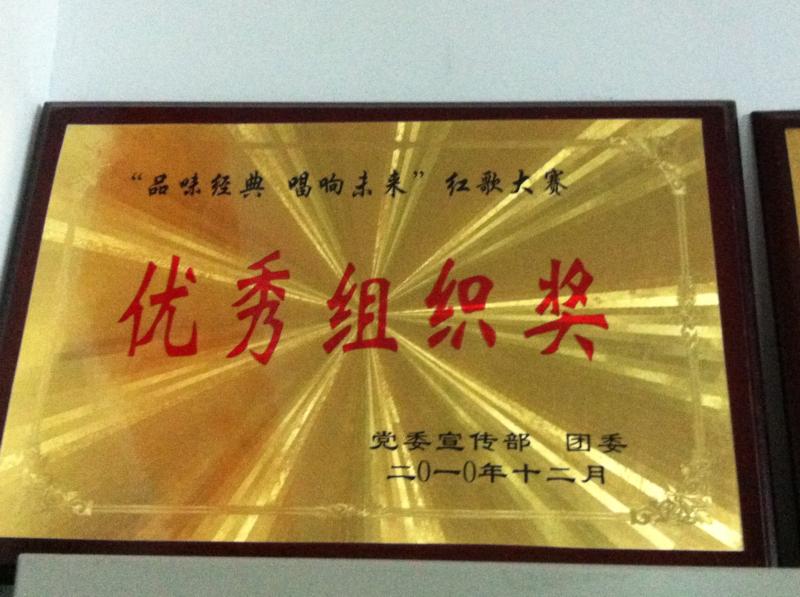 “品味经典 唱响未来”红歌大赛
优秀组织奖
党委宣传部 团委
二0一0年十二月